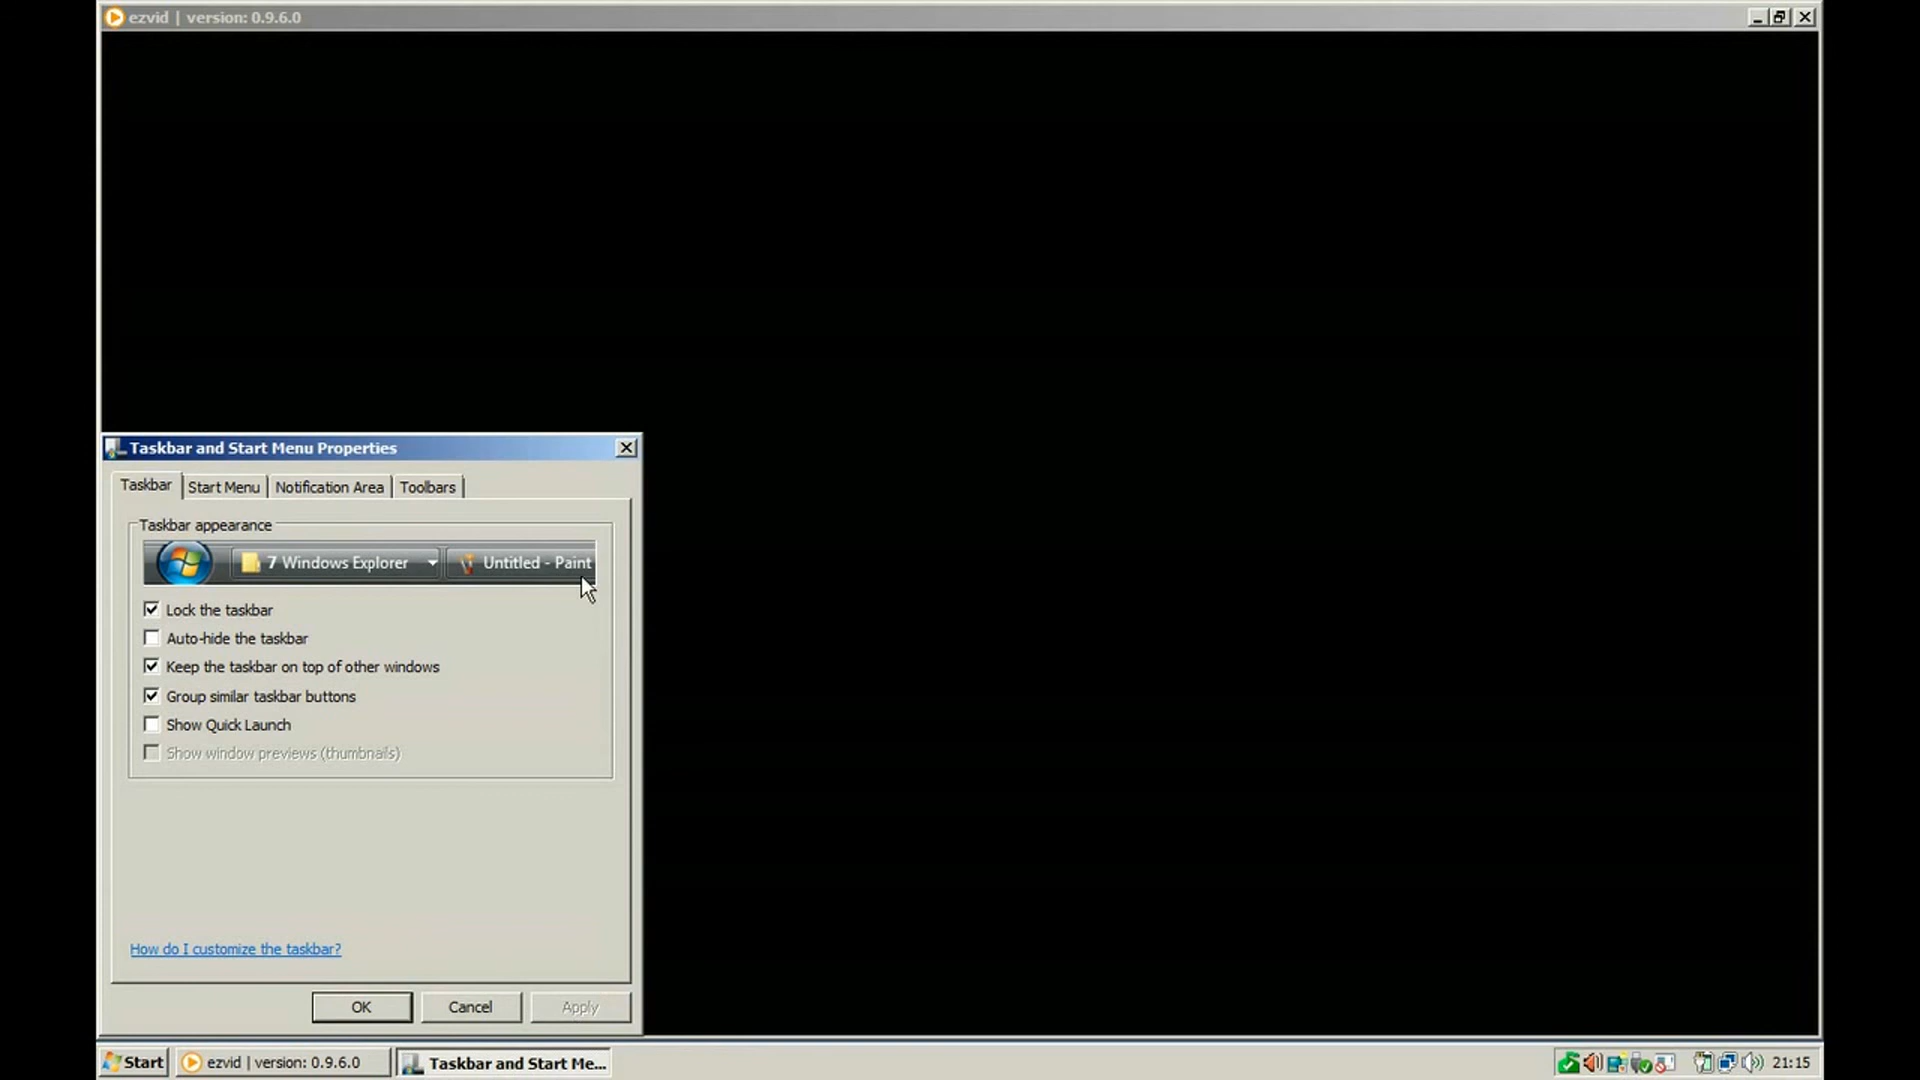 ezvid | version: 0.9.6.0
Taskbar and Start Menu Properties
Taskbar
Start Menu
Notification Area
Toolbars
Taskbar appearance
7 Windows Explorer
Untitled - Paint
Lock the taskbar
Auto-hide the taskbar
Keep the taskbar on top of other windows
Group similar taskbar buttons
Show Quick Launch
Show window previews (thumbnails)
How do I customize the taskbar?
OK
Cancel
Apply
Start
ezvid | version: 0.9.6.0
Taskbar and Start Me...
21:15